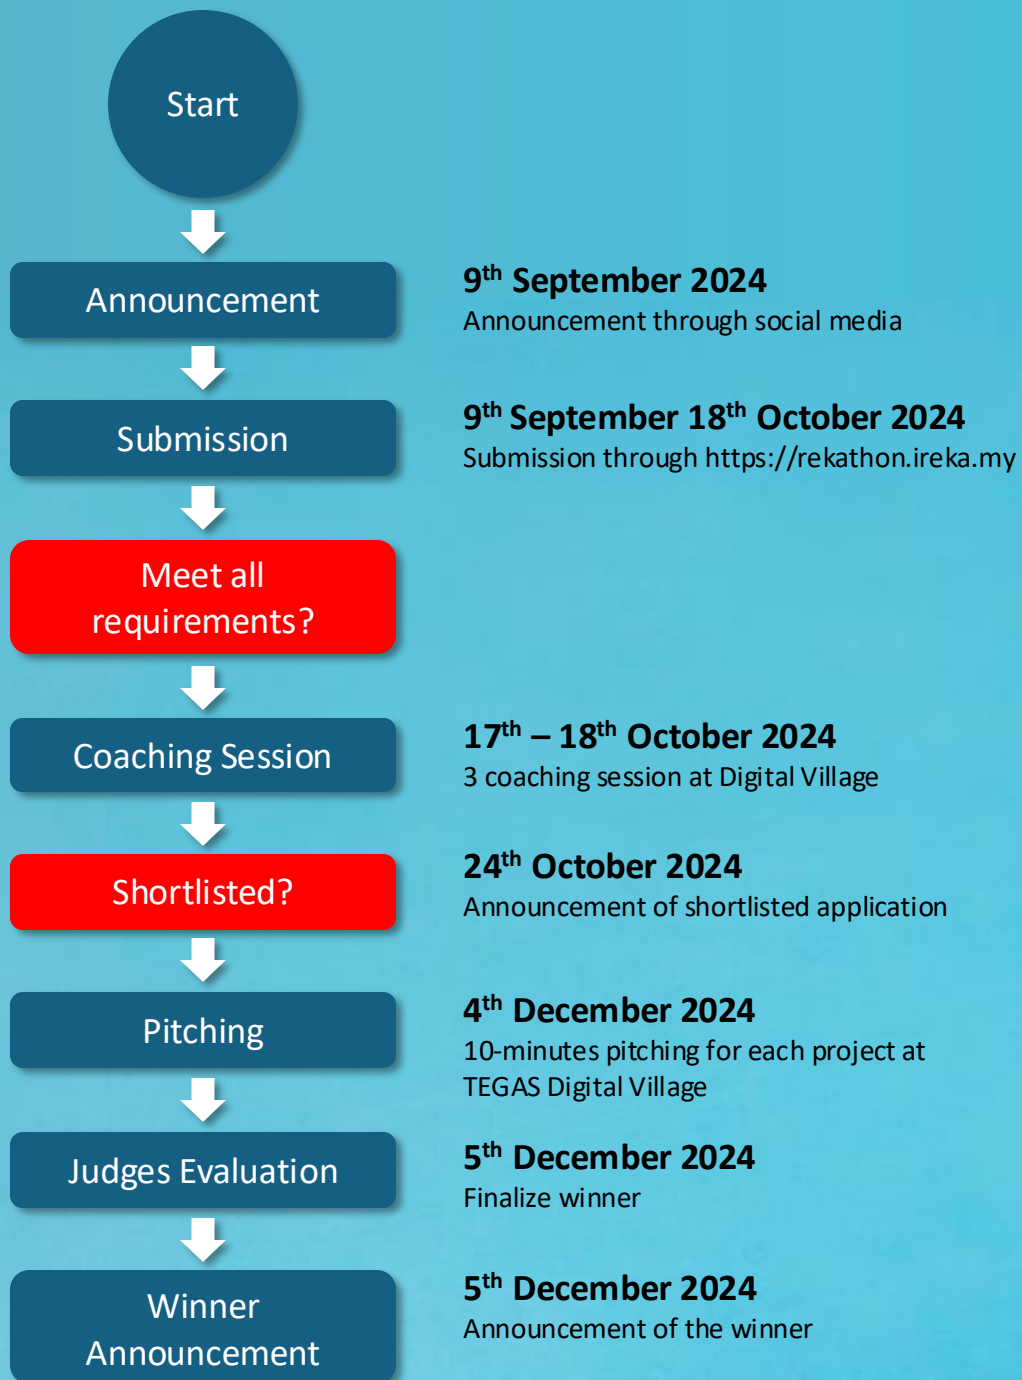 Start
Announcement
9th September 2024
Announcement through social media
Submission
9th September 18th October 2024
Submission through https://rekathon.ireka.my
Meet all
requirements?
Coaching Session
17th – 18th October 2024
3 coaching session at Digital Village
Shortlisted?
24th October 2024
Announcement of shortlisted application
Pitching
4th December 2024
10-minutes pitching for each project at
TEGAS Digital Village
Judges Evaluation
5th December 2024
Finalize winner
Winner
Announcement
5th December 2024
Announcement of the winner